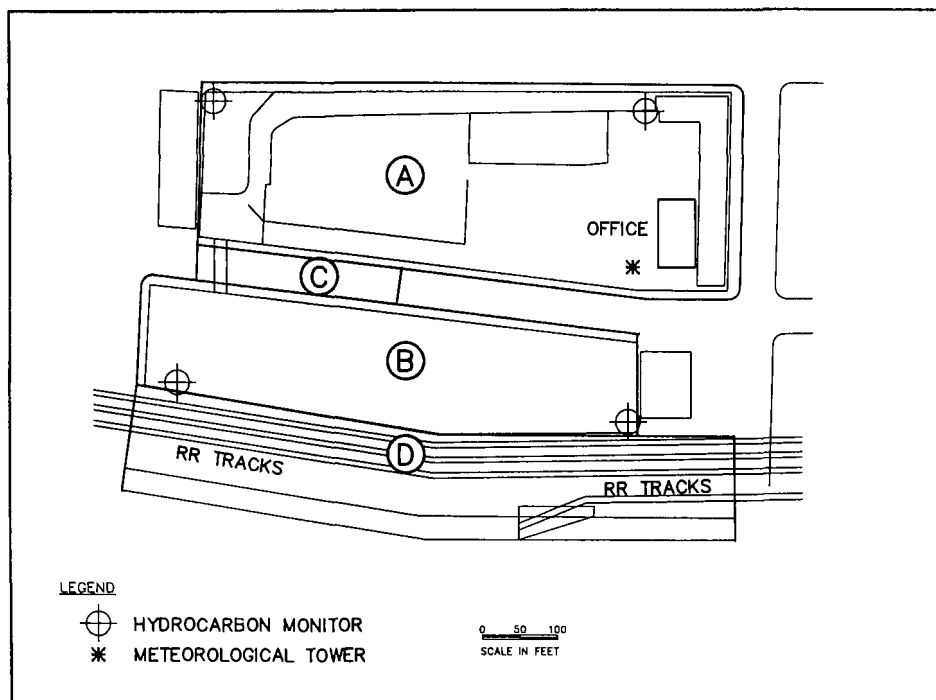 A
OFFICE
C
B
D
RR TRACKS
RR TRACKS
LEGEND
HYDROCARBON MONITOR
METEOROLOGICAL TOWER
0 50 100
SCALE IN FEET